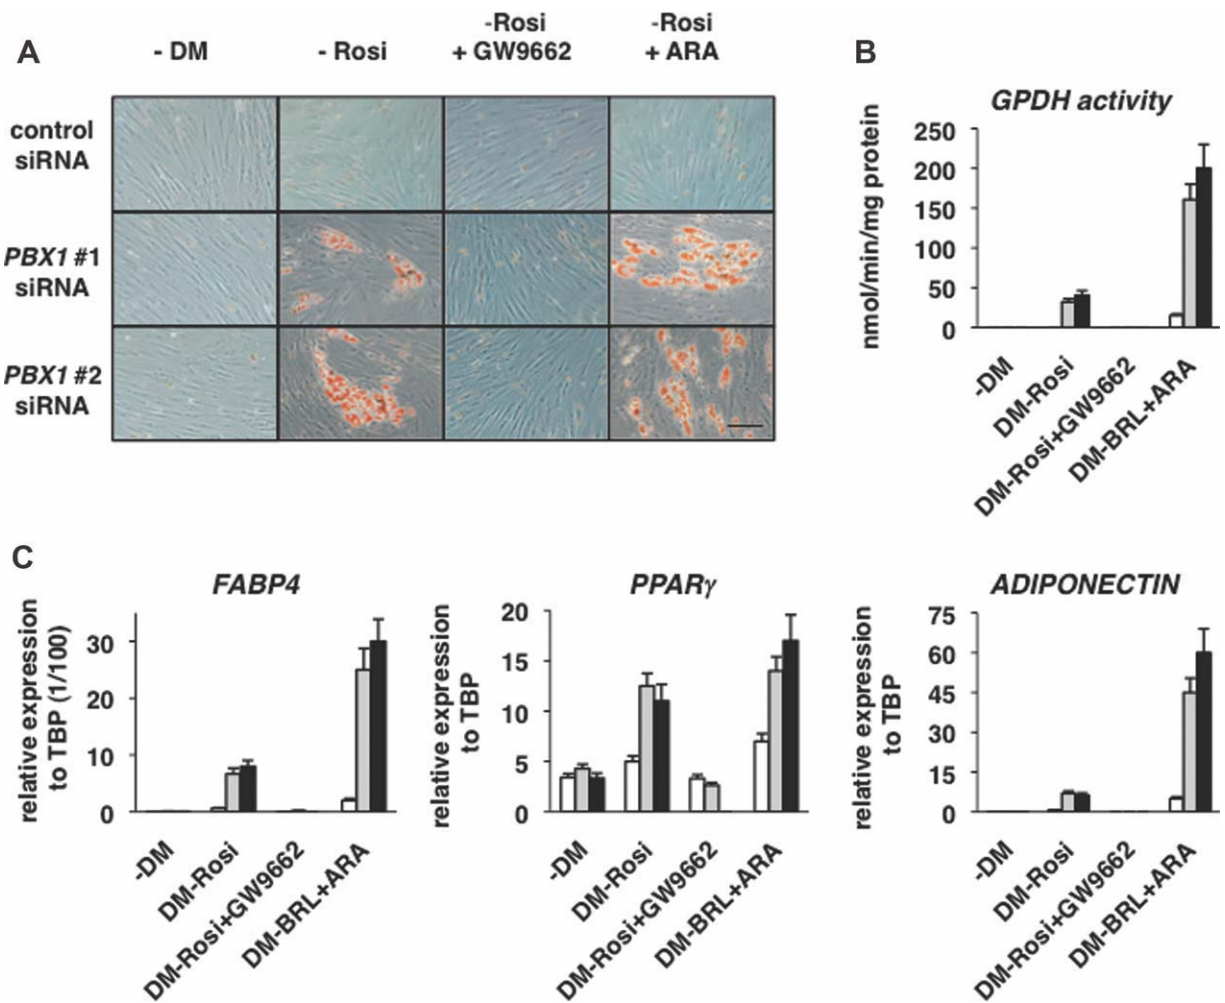 A
- DM
- Rosi
-Rosi
+ GW9662
-Rosi
+ ARA
control
siRNA
PBX1 #1
siRNA
PBX1 #2
siRNA
B
GPDH activity
nmol/min/mg protein
250
200
150
100
50
0
-DM
DM-Rosi
DM-Rosi+GW9662
DM-BRL+ARA
C
FABP4
relative expression
to TBP (1/100)
30
20
10
0
-DM
DM-Rosi
DM-Rosi+GW9662
DM-BRL+ARA
PPARγ
relative expression
to TBP
20
15
10
5
0
-DM
DM-Rosi
DM-Rosi+GW9662
DM-BRL+ARA
ADIPONECTIN
relative expression
to TBP
75
60
45
30
15
0
-DM
DM-Rosi
DM-Rosi+GW9662
DM-BRL+ARA